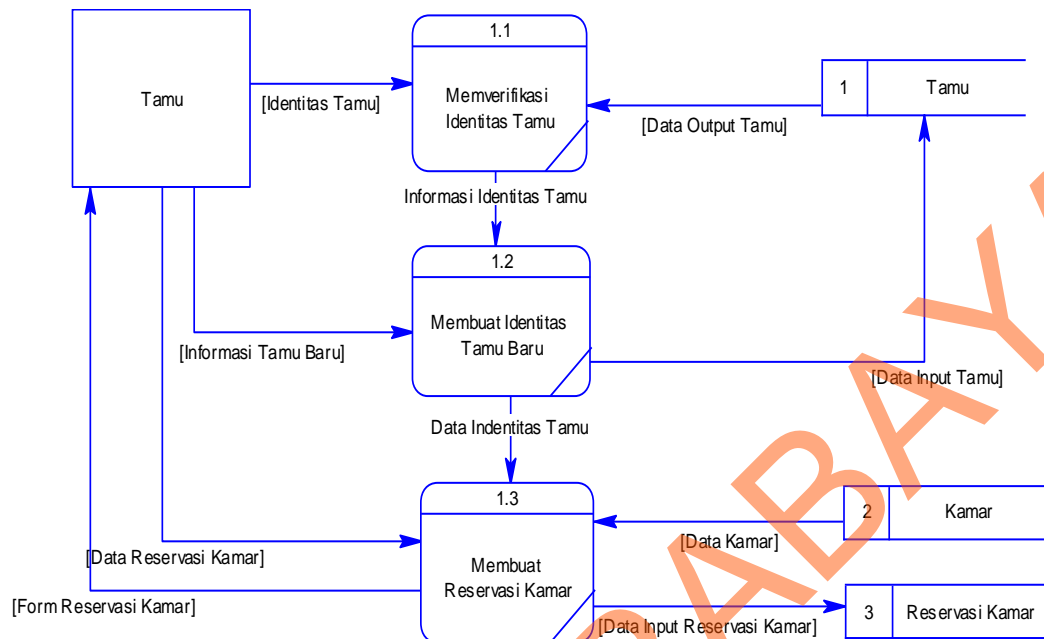 1.1
Tamu
Memverifikasi
Identitas Tamu
[Identitas Tamu]
1
Tamu
[Data Output Tamu]
Informasi Identitas Tamu
1.2
Membuat Identitas
Tamu Baru
[Informasi Tamu Baru]
[Data Input Tamu]
Data Indentitas Tamu
1.3
Membuat
Reservasi Kamar
2
Kamar
[Data Kamar]
[Data Reservasi Kamar]
[Form Reservasi Kamar]
3
Reservasi Kamar
[Data Input Reservasi Kamar]
ABAYA